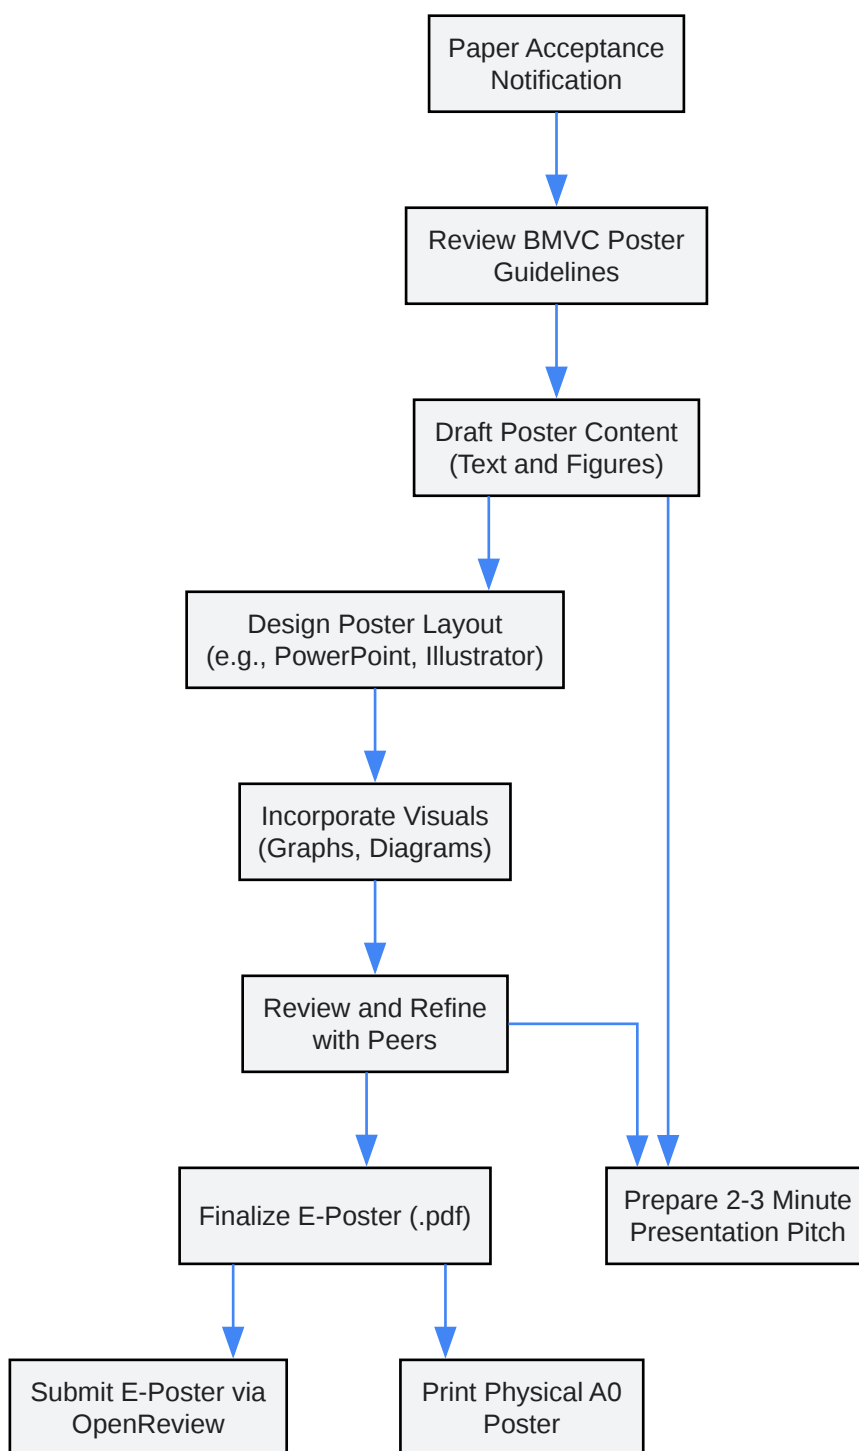 Paper Acceptance
Notification
Review BMVC Poster
Guidelines
Draft Poster Content
(Text and Figures)
Design Poster Layout
(e.g., PowerPoint, Illustrator)
Incorporate Visuals
(Graphs, Diagrams)
Review and Refine
with Peers
Finalize E-Poster (.pdf)
Prepare 2-3 Minute
Presentation Pitch
Submit E-Poster via
OpenReview
Print Physical A0
Poster